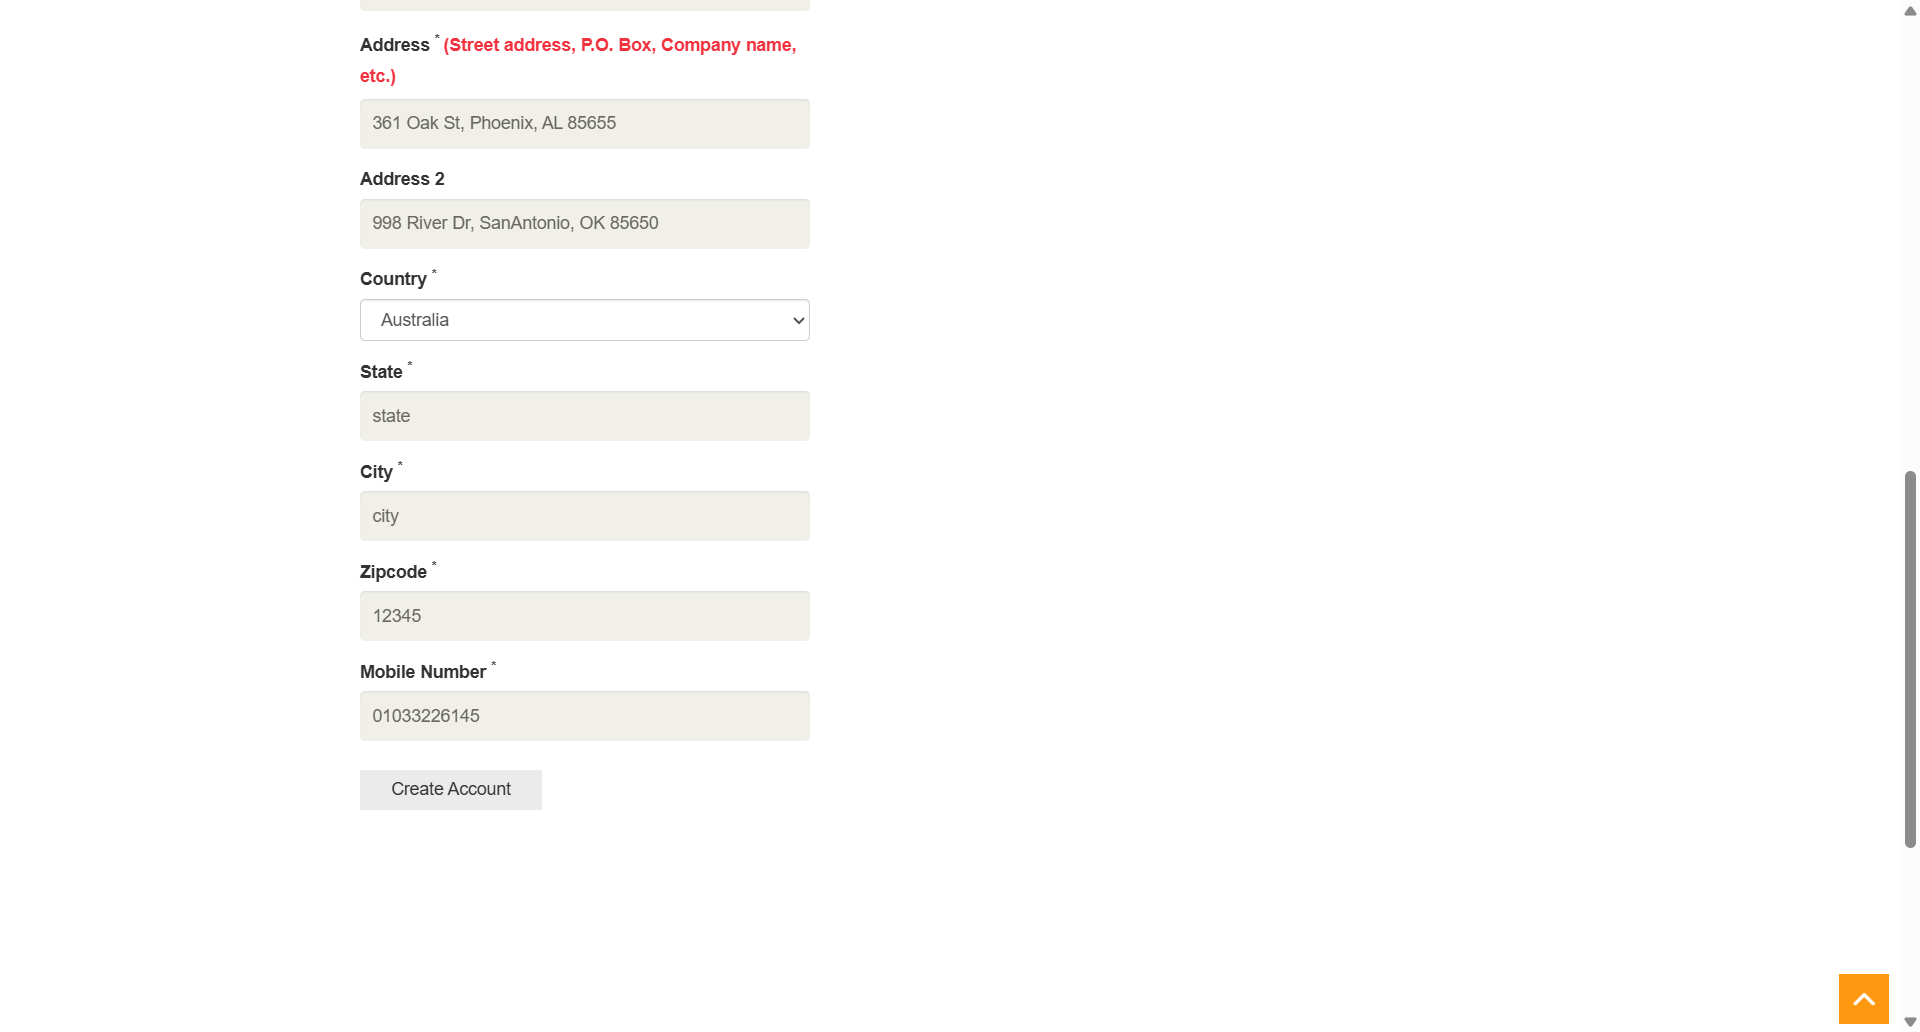 Address * (Street address, P.O. Box, Company name,
etc.)
361 Oak St, Phoenix, AL 85655
Address 2
998 River Dr, SanAntonio, OK 85650
Country *
Australia
State *
state
City *
city
Zipcode *
12345
Mobile Number *
01033226145
Create Account